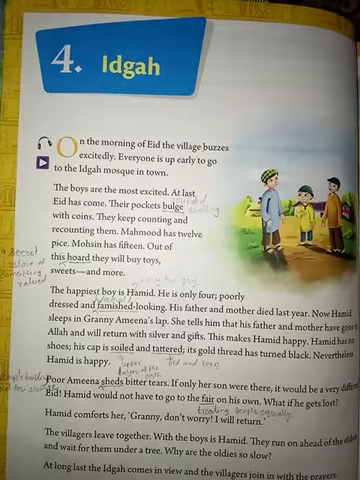 4. Idgah
On the morning of Eid the village buzzes
excitedly. Everyone is up early to go
to the Idgah mosque in town.
The boys are the most excited. At last,
rounded
Eid has come. Their pockets bulge
swelling
with coins. They keep counting and
recounting them. Mahmood has twelve
pice. Mohsin has fifteen. Out of
this hoard they will buy toys,
secret
store of
something
valued
sweets—and more.
The happiest boy is Hamid. He is only four; poorly
dressed and famished-looking. His father and mother died last year. Now Hamid
sleeps in Granny Ameena's lap. She tells him that his father and mother have gone to
Allah and will return with silver and gifts. This makes Hamid happy. Hamid has no
shoes; his cap is soiled and tattered; its gold thread has turned black. Nevertheless
Hamid is happy.
upper
old and torn
Poor Ameena sheds bitter tears. If only her son were there, it would be a very different
Eid! Hamid would not have to go to the fair on his own. What if he gets lost?
treating people equally
Hamid comforts her, 'Granny, don't worry! I will return.'
The villagers leave together. With the boys is Hamid. They run on ahead of the elders
and wait for them under a tree. Why are the oldies so slow?
At long last the Idgah comes in view and the villagers join in with the prayers.